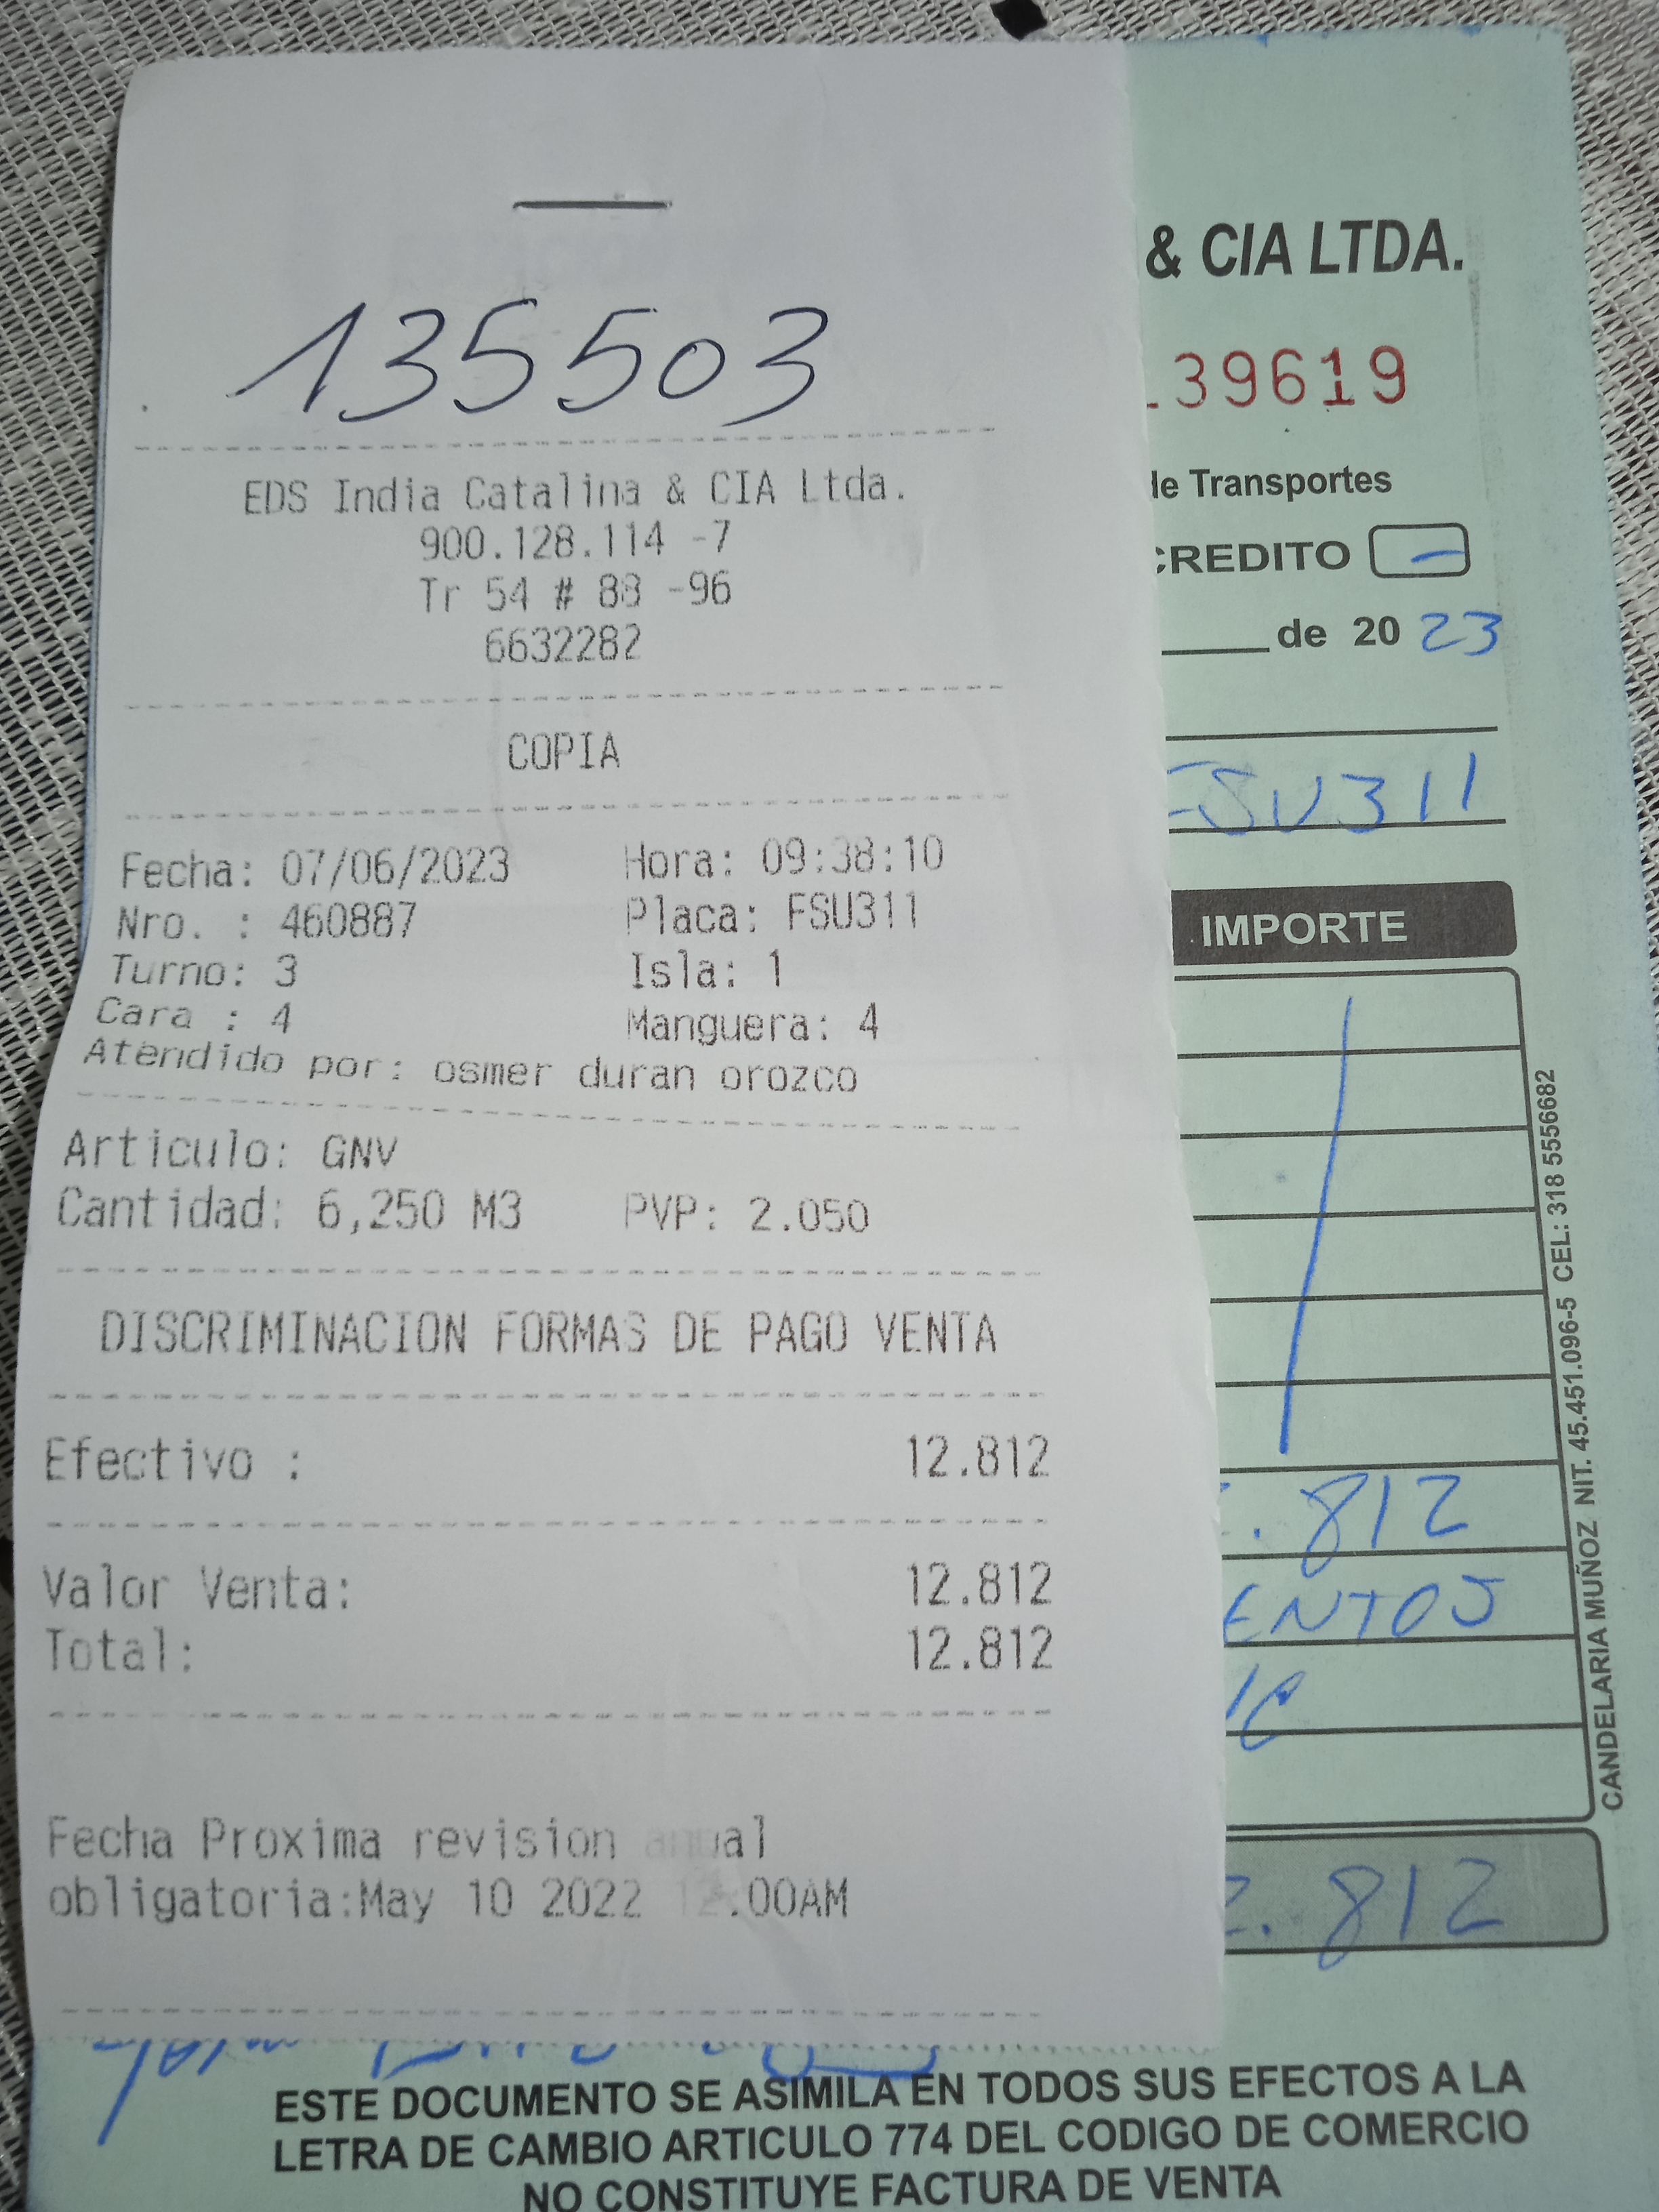 135503
EDS India Catalina & CIA Ltda.
900.128.114 -7
Tr 54 # 88 -96
6632282
COPIA
Fecha: 07/06/2023 Hora: 09:38:10
Nro. : 460887 Placa: FSU311
Turno: 3 Isla: 1
Cara : 4 Manguera: 4
Atendido por: osmer duran orozco
Articulo: GNV
Cantidad: 6,250 M3 PVP: 2.050
DISCRIMINACION FORMAS DE PAGO VENTA
Efectivo : 12.812
Valor Venta: 12.812
Total: 12.812
Fecha Proxima revision anual
obligatoria:May 10 2022 12:00AM
& CIA LTDA.
39619
de Transportes
CREDITO
de 20 23
FSU311
IMPORTE
.812
ENTOS
2.812
CANDELARIA MUÑOZ NIT. 45.451.096-5 CEL: 318 5556682
ESTE DOCUMENTO SE ASIMILA EN TODOS SUS EFECTOS A LA
LETRA DE CAMBIO ARTICULO 774 DEL CODIGO DE COMERCIO
NO CONSTITUYE FACTURA DE VENTA